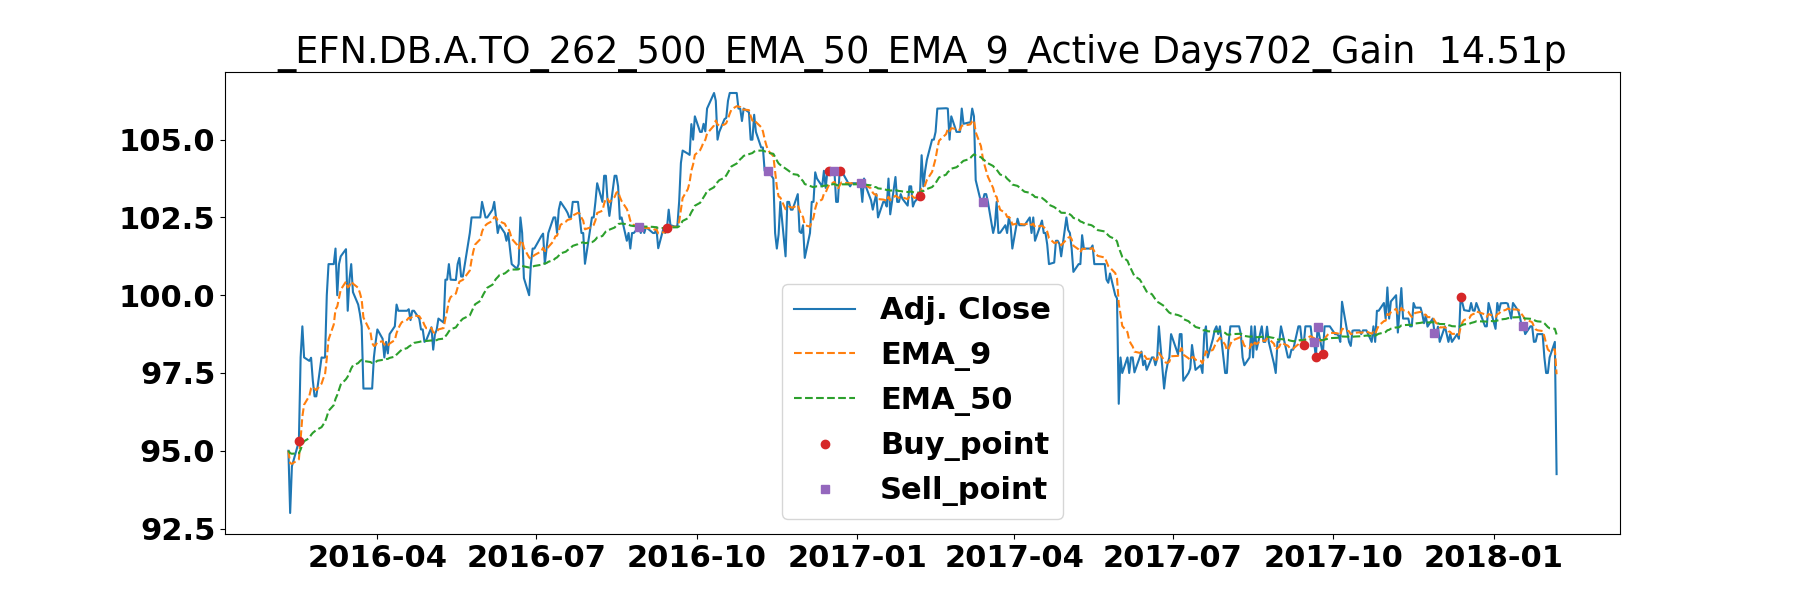 _EFN.DB.A.TO_262_500_EMA_50_EMA_9_Active Days702_Gain  14.51p
105.0
102.5
100.0
97.5
95.0
92.5
Adj. Close
EMA_9
EMA_50
Buy_point
Sell_point
2016-04 2016-07 2016-10 2017-01 2017-04 2017-07 2017-10 2018-01